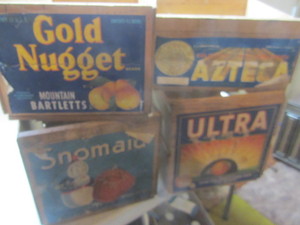 Gold
Nugget
MOUNTAIN
BARTLETTS
AZTECA
Snomaid
ULTRA